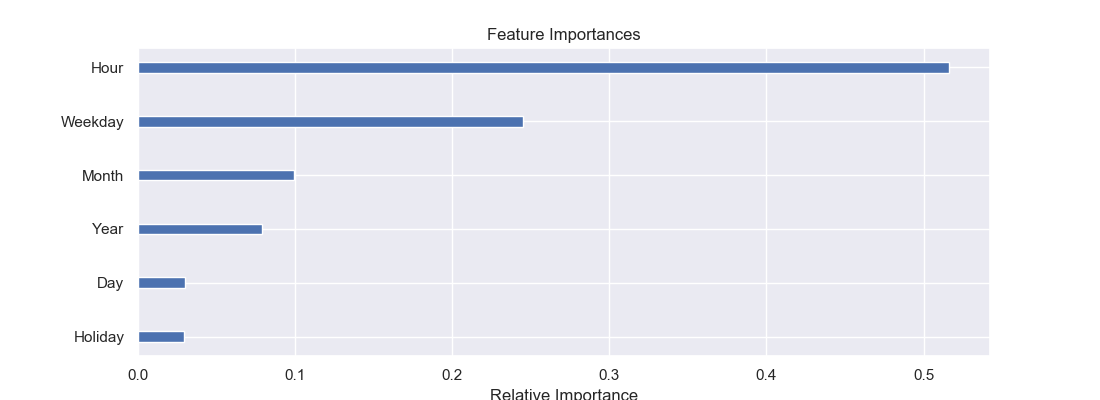 Feature Importances
Hour
Weekday
Month
Year
Day
Holiday
0.0 0.1 0.2 0.3 0.4 0.5
Relative Importance